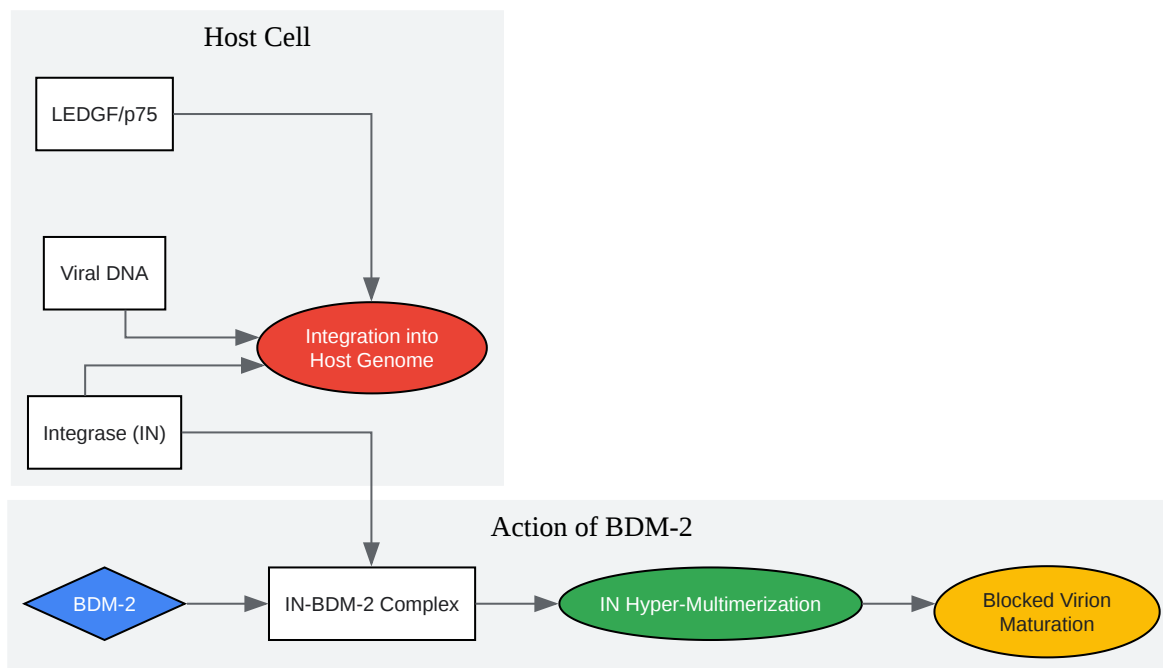 Host Cell
LEDGF/p75
Viral DNA
Integration into
Host Genome
Integrase (IN)
Action of BDM-2
BDM-2
IN-BDM-2 Complex
IN Hyper-Multimerization
Blocked Virion
Maturation